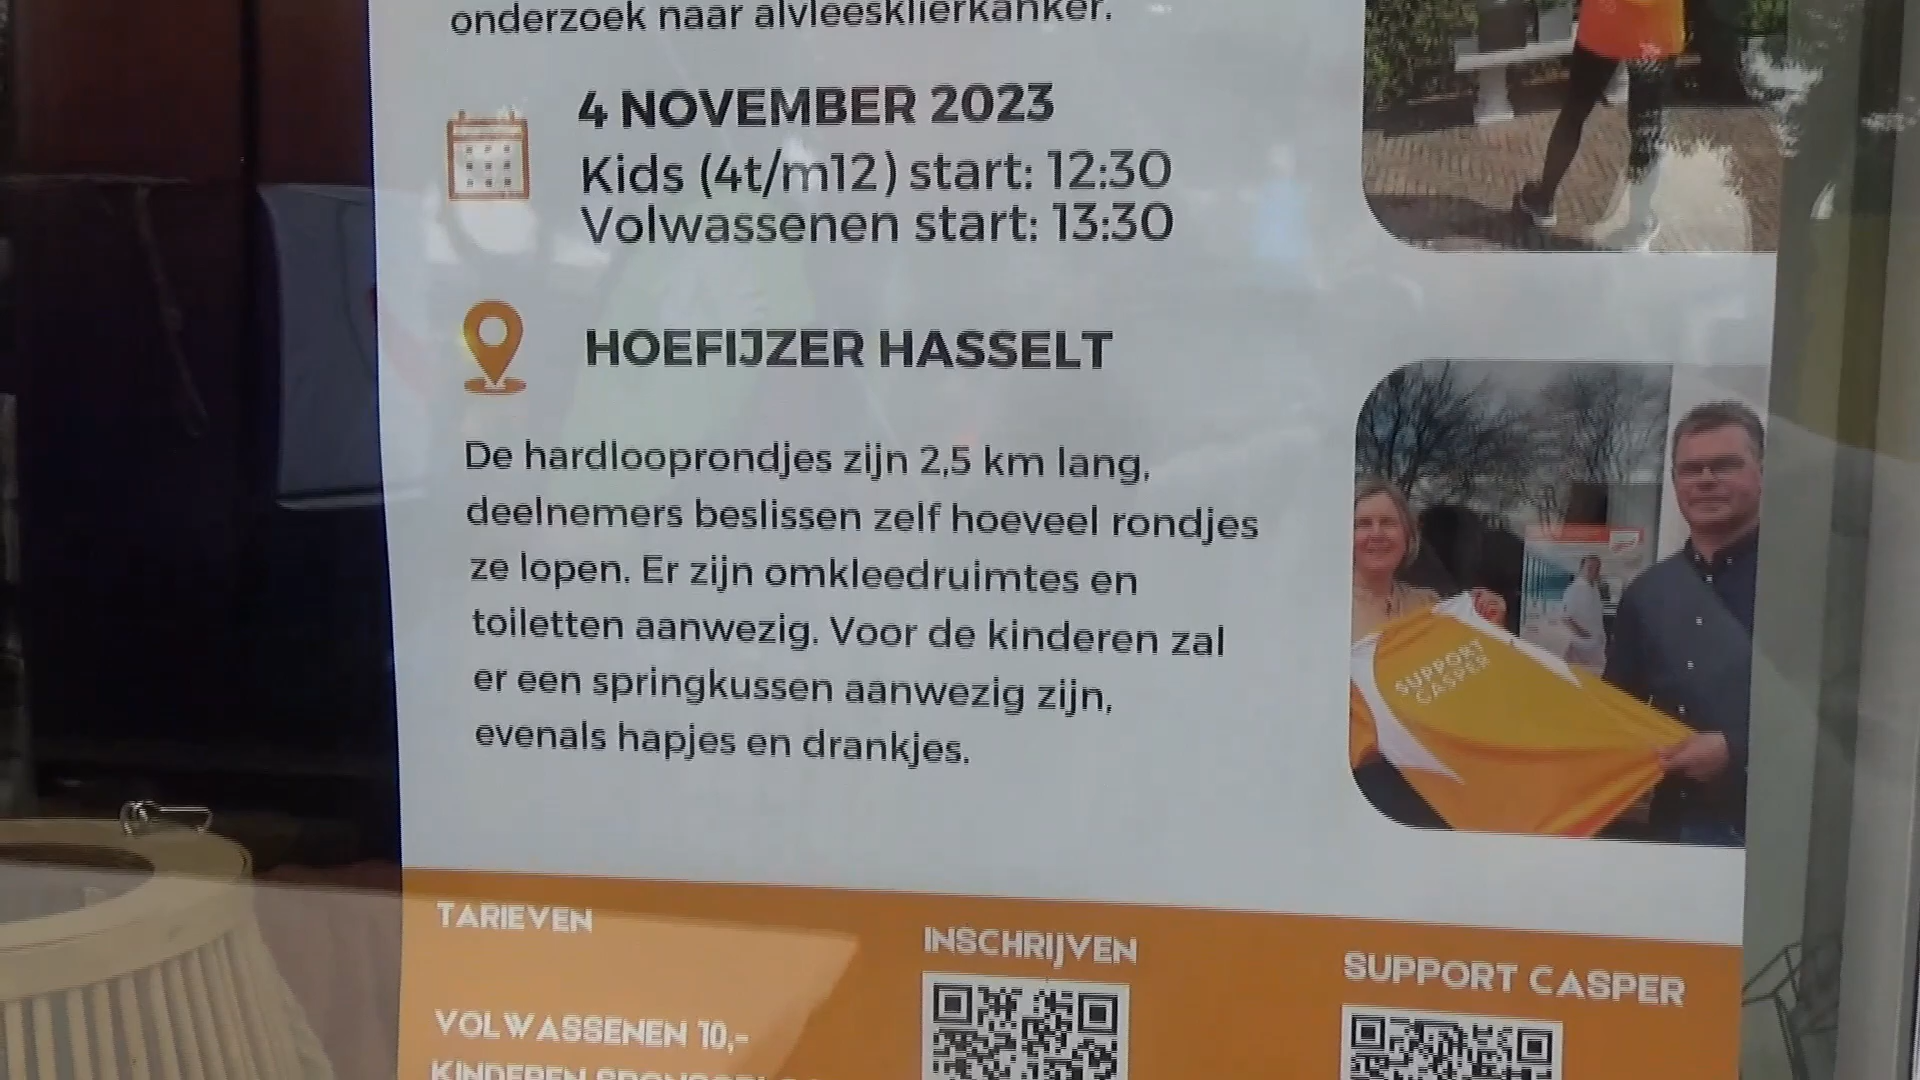 onderzoek naar alvleesklierkanker.
4 NOVEMBER 2023
Kids (4t/m12) start: 12:30
Volwassenen start: 13:30
HOEFIJZER HASSELT
De hardlooprondjes zijn 2,5 km lang,
deelnemers beslissen zelf hoeveel rondjes
ze lopen. Er zijn omkleedruimtes en
toiletten aanwezig. Voor de kinderen zal
er een springkussen aanwezig zijn,
evenals hapjes en drankjes.
SUPPORT
CASPER
TARIEVEN
VOLWASSENEN 10,-
KINDEREN
INSCHRIJVEN
SUPPORT CASPER